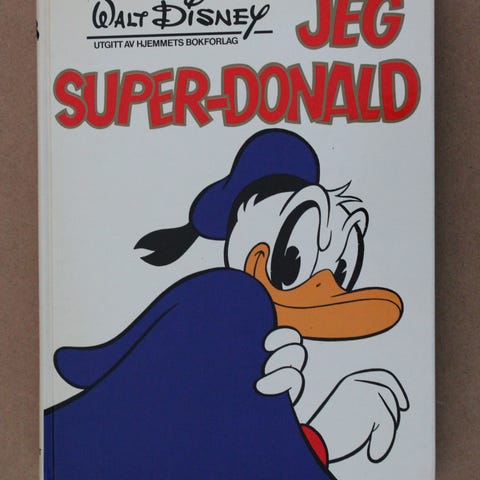 WALT DISNEY
UTGITT AV HJEMMETS BOKFORLAG
JEG
SUPER-DONALD